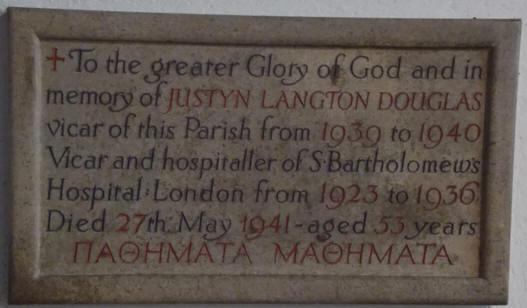 +To the greater Glory of God and in
memory of JUSTYN LANGTON DOUGLAS
vicar of this Parish from 1939 to 1940
Vicar and hospitaller of S·Bartholomew's
Hospital:London from 1923 to 1936
Died 27th May 1941-aged 53 years
ΠΑΘΗΜΑΤΑ ΜΑΘΗΜΑΤΑ